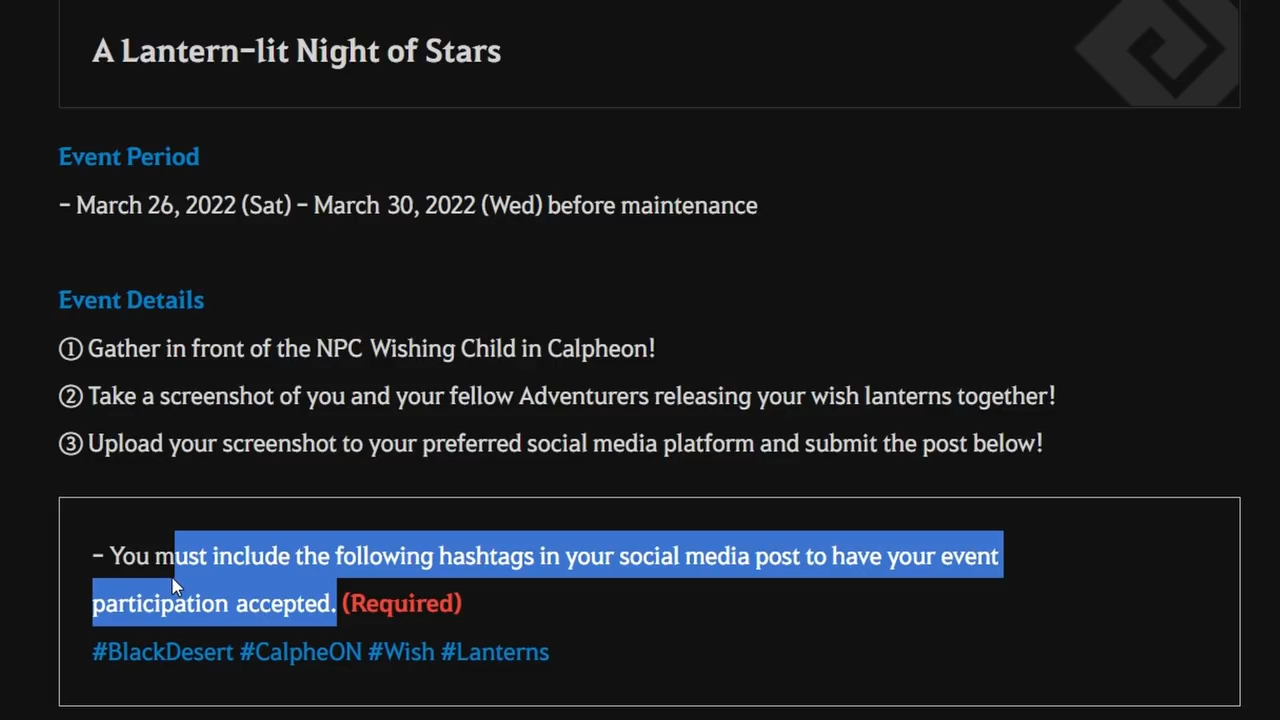 A Lantern-lit Night of Stars
Event Period
- March 26, 2022 (Sat) - March 30, 2022 (Wed) before maintenance
Event Details
① Gather in front of the NPC Wishing Child in Calpheon!
② Take a screenshot of you and your fellow Adventurers releasing your wish lanterns together!
③ Upload your screenshot to your preferred social media platform and submit the post below!
- You must include the following hashtags in your social media post to have your event
participation accepted. (Required)
#BlackDesert #CalpheON #Wish #Lanterns